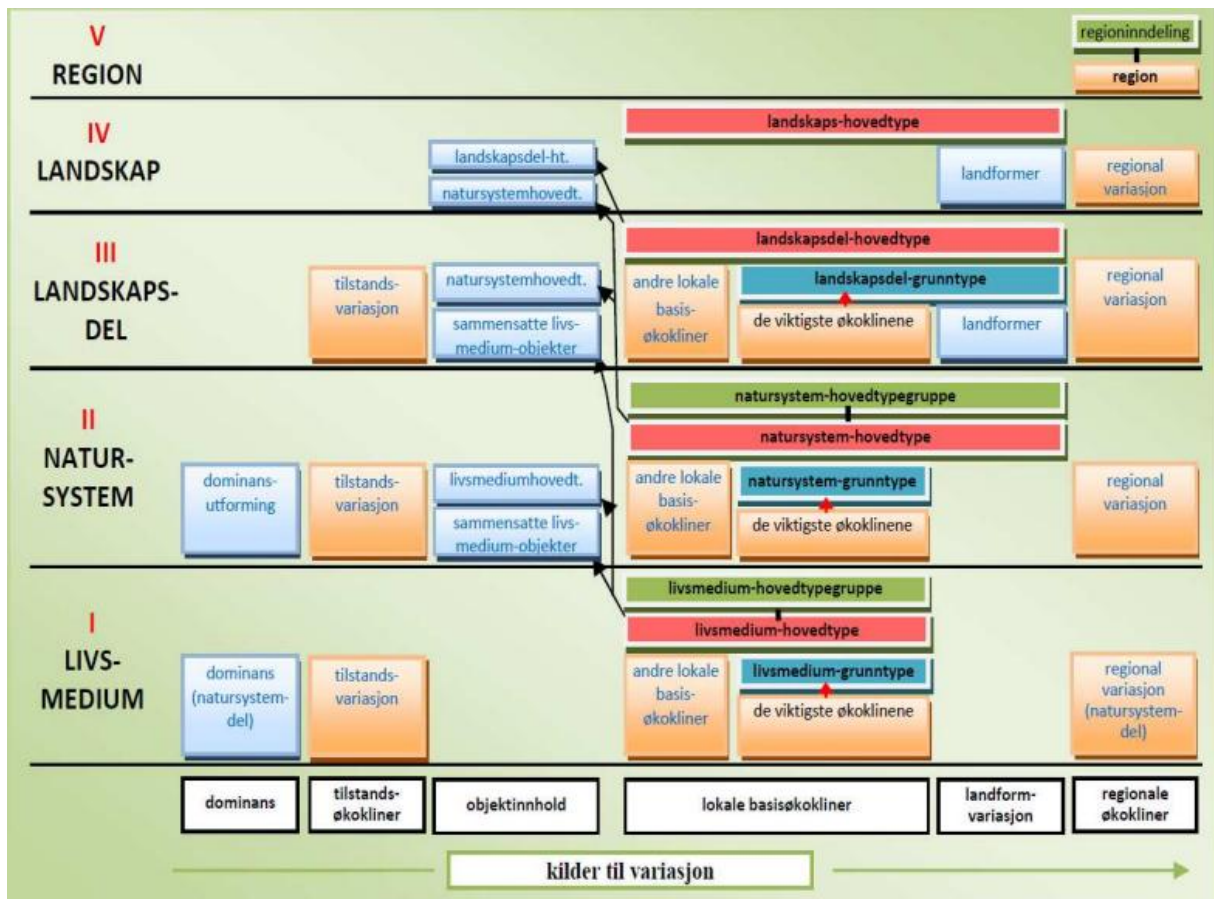 V
REGION
regioninndeling
region
IV
LANDSKAP
landskaps-hovedtype
landskapsdel-ht.
natursystemhovedt.
landformer
regional
variasjon
III
LANDSKAPS-
DEL
landskapsdel-hovedtype
tilstands-
variasjon
natursystemhovedt.
sammensatte livs-
medium-objekter
andre lokale
basis-
økokliner
landskapsdel-grunntype
de viktigste økoklinene
landformer
regional
variasjon
II
NATUR-
SYSTEM
natursystem-hovedtypegruppe
natursystem-hovedtype
dominans-
utforming
tilstands-
variasjon
livsmediumhovedt.
sammensatte livs-
medium-objekter
andre lokale
basis-
økokliner
natursystem-grunntype
de viktigste økoklinene
regional
variasjon
I
LIVS-
MEDIUM
livsmedium-hovedtypegruppe
livsmedium-hovedtype
dominans
(natursystem-
del)
tilstands-
variasjon
andre lokale
basis-
økokliner
livsmedium-grunntype
de viktigste økoklinene
regional
variasjon
(natursystem-
del)
dominans
tilstands-
økokliner
objektinnhold
lokale basisøkokliner
landform-
variasjon
regionale
økokliner
kilder til variasjon